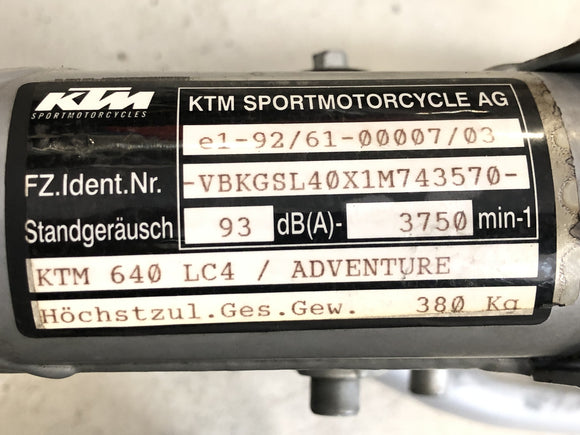 KTM
SPORTMOTORCYCLES
KTM SPORTMOTORCYCLE AG
e1-92/61-00007/03
FZ.Ident.Nr. -VBKGSL40X1M743570-
Standgeräusch 93 dB(A)- 3750 min-1
KTM 640 LC4 / ADVENTURE
Höchstzul.Ges.Gew. 380 Kg